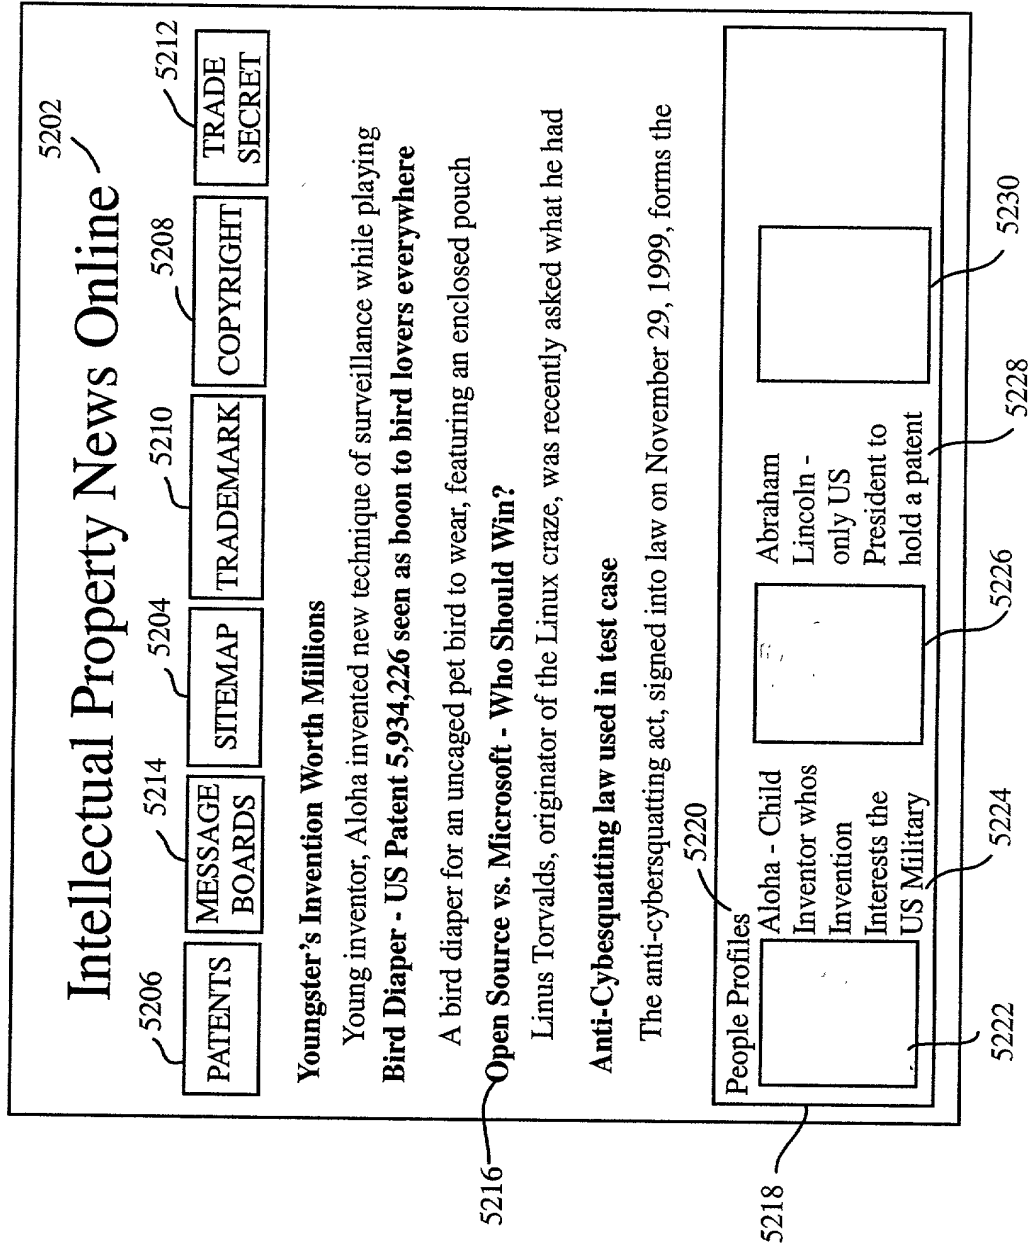 5202
Intellectual Property News Online
5206 5214 5204 5210 5208 5212
PATENTS
MESSAGE
BOARDS
SITEMAP
TRADEMARK
COPYRIGHT
TRADE
SECRET
Youngster's Invention Worth Millions
Young inventor, Aloha invented new technique of surveillance while playing
Bird Diaper - US Patent 5,934,226 seen as boon to bird lovers everywhere
A bird diaper for an uncaged pet bird to wear, featuring an enclosed pouch
5216
Open Source vs. Microsoft - Who Should Win?
Linus Torvalds, originator of the Linux craze, was recently asked what he had
Anti-Cybesquatting law used in test case
The anti-cybersquatting act, signed into law on November 29, 1999, forms the
5220
People Profiles
Aloha - Child
Inventor whos
Invention
Interests the
US Military
Abraham
Lincoln -
only US
President to
hold a patent
5218
5222 5224 5226 5228 5230